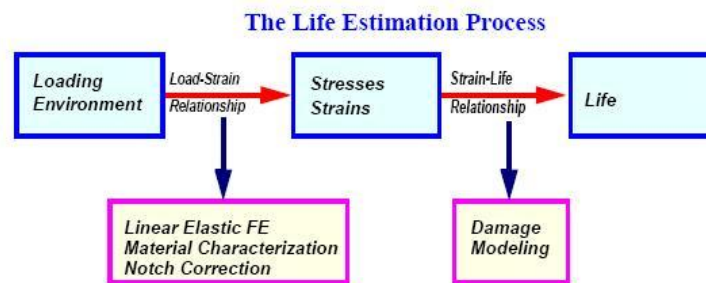 The Life Estimation Process
Loading
Environment
Load-Strain
Relationship
Stresses
Strains
Strain-Life
Relationship
Life
Linear Elastic FE
Material Characterization
Notch Correction
Damage
Modeling